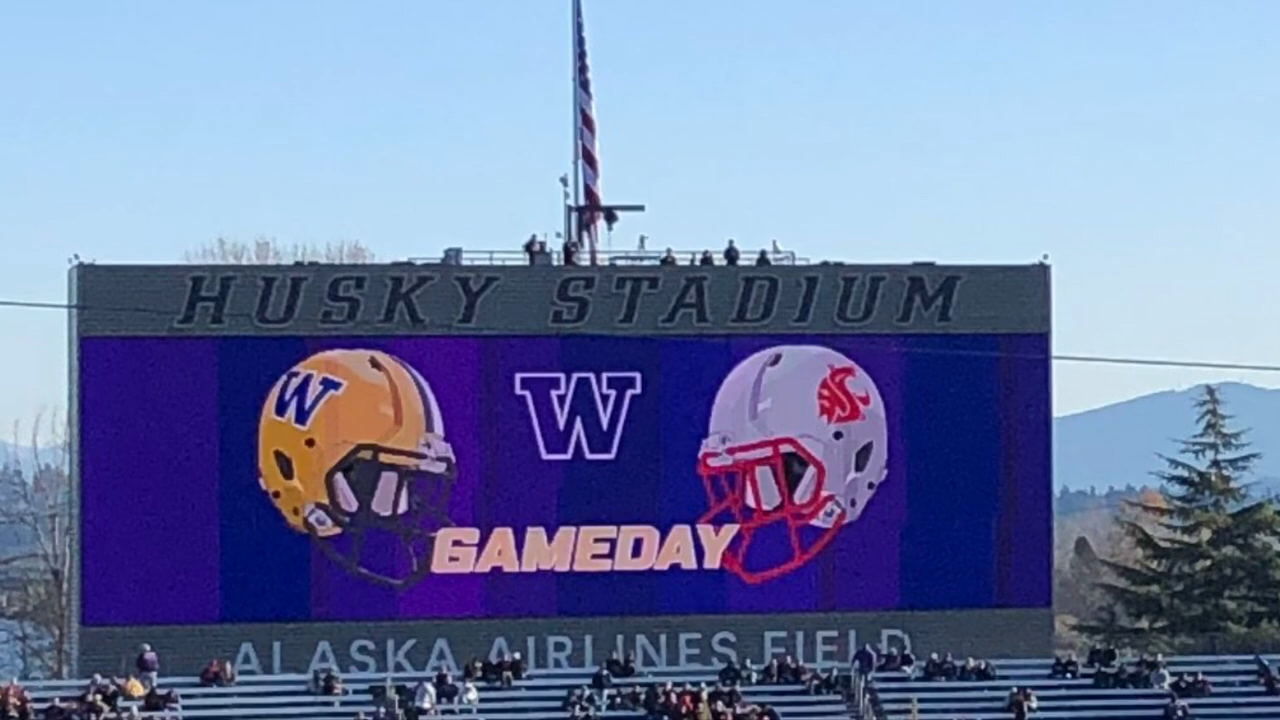 HUSKY STADIUM
W
W
GAMEDAY
ALASKA AIRLINES FIELD